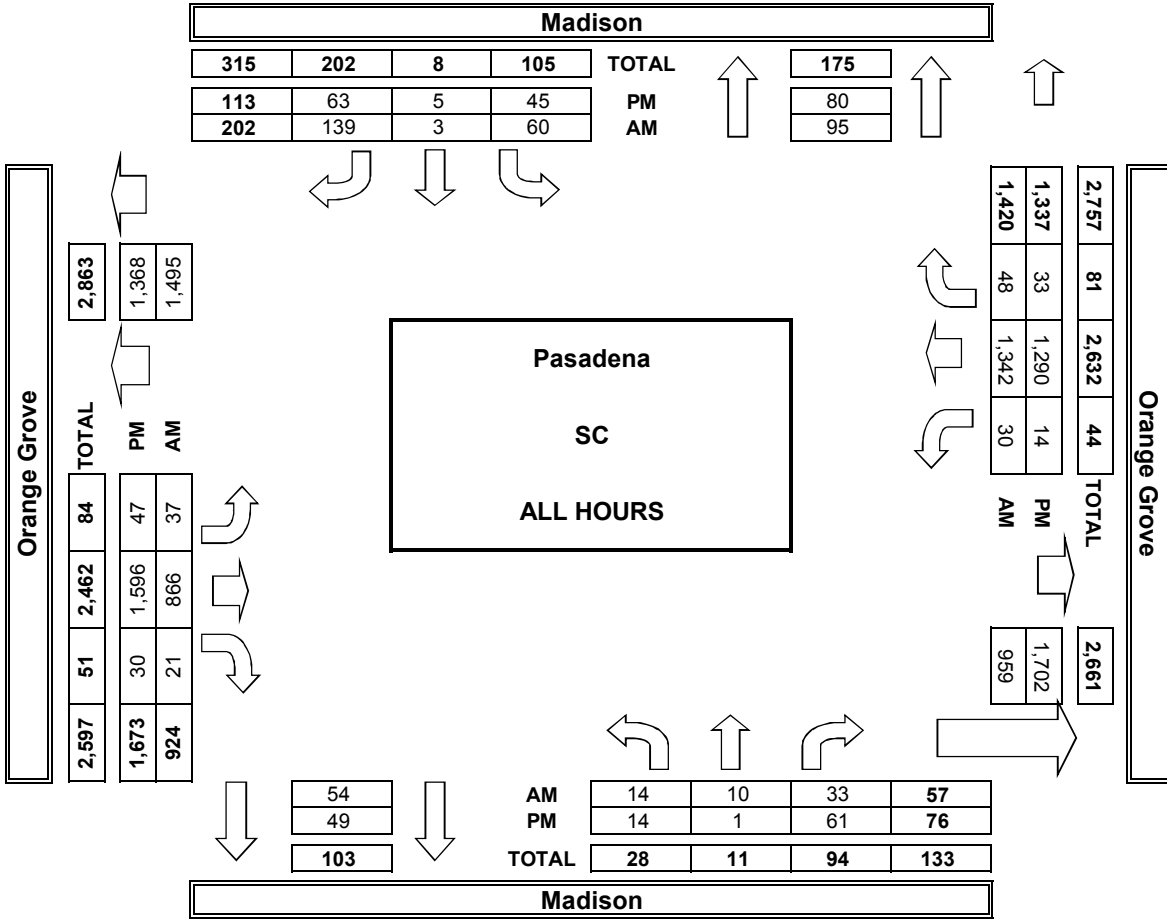 Madison
315 202 8 105 TOTAL 175
113 63 5 45 PM 80
202 139 3 60 AM 95
Orange Grove
2,863
1,368
1,495
TOTAL 84 2,462 51 2,597
PM 47 1,596 30 1,673
AM 37 866 21 924
Pasadena
SC
ALL HOURS
2,757 81 2,632 44 TOTAL 2,661
1,337 33 1,290 14 PM 1,702
1,420 48 1,342 30 AM 959
Orange Grove
54 AM 14 10 33 57
49 PM 14 1 61 76
103 TOTAL 28 11 94 133
Madison